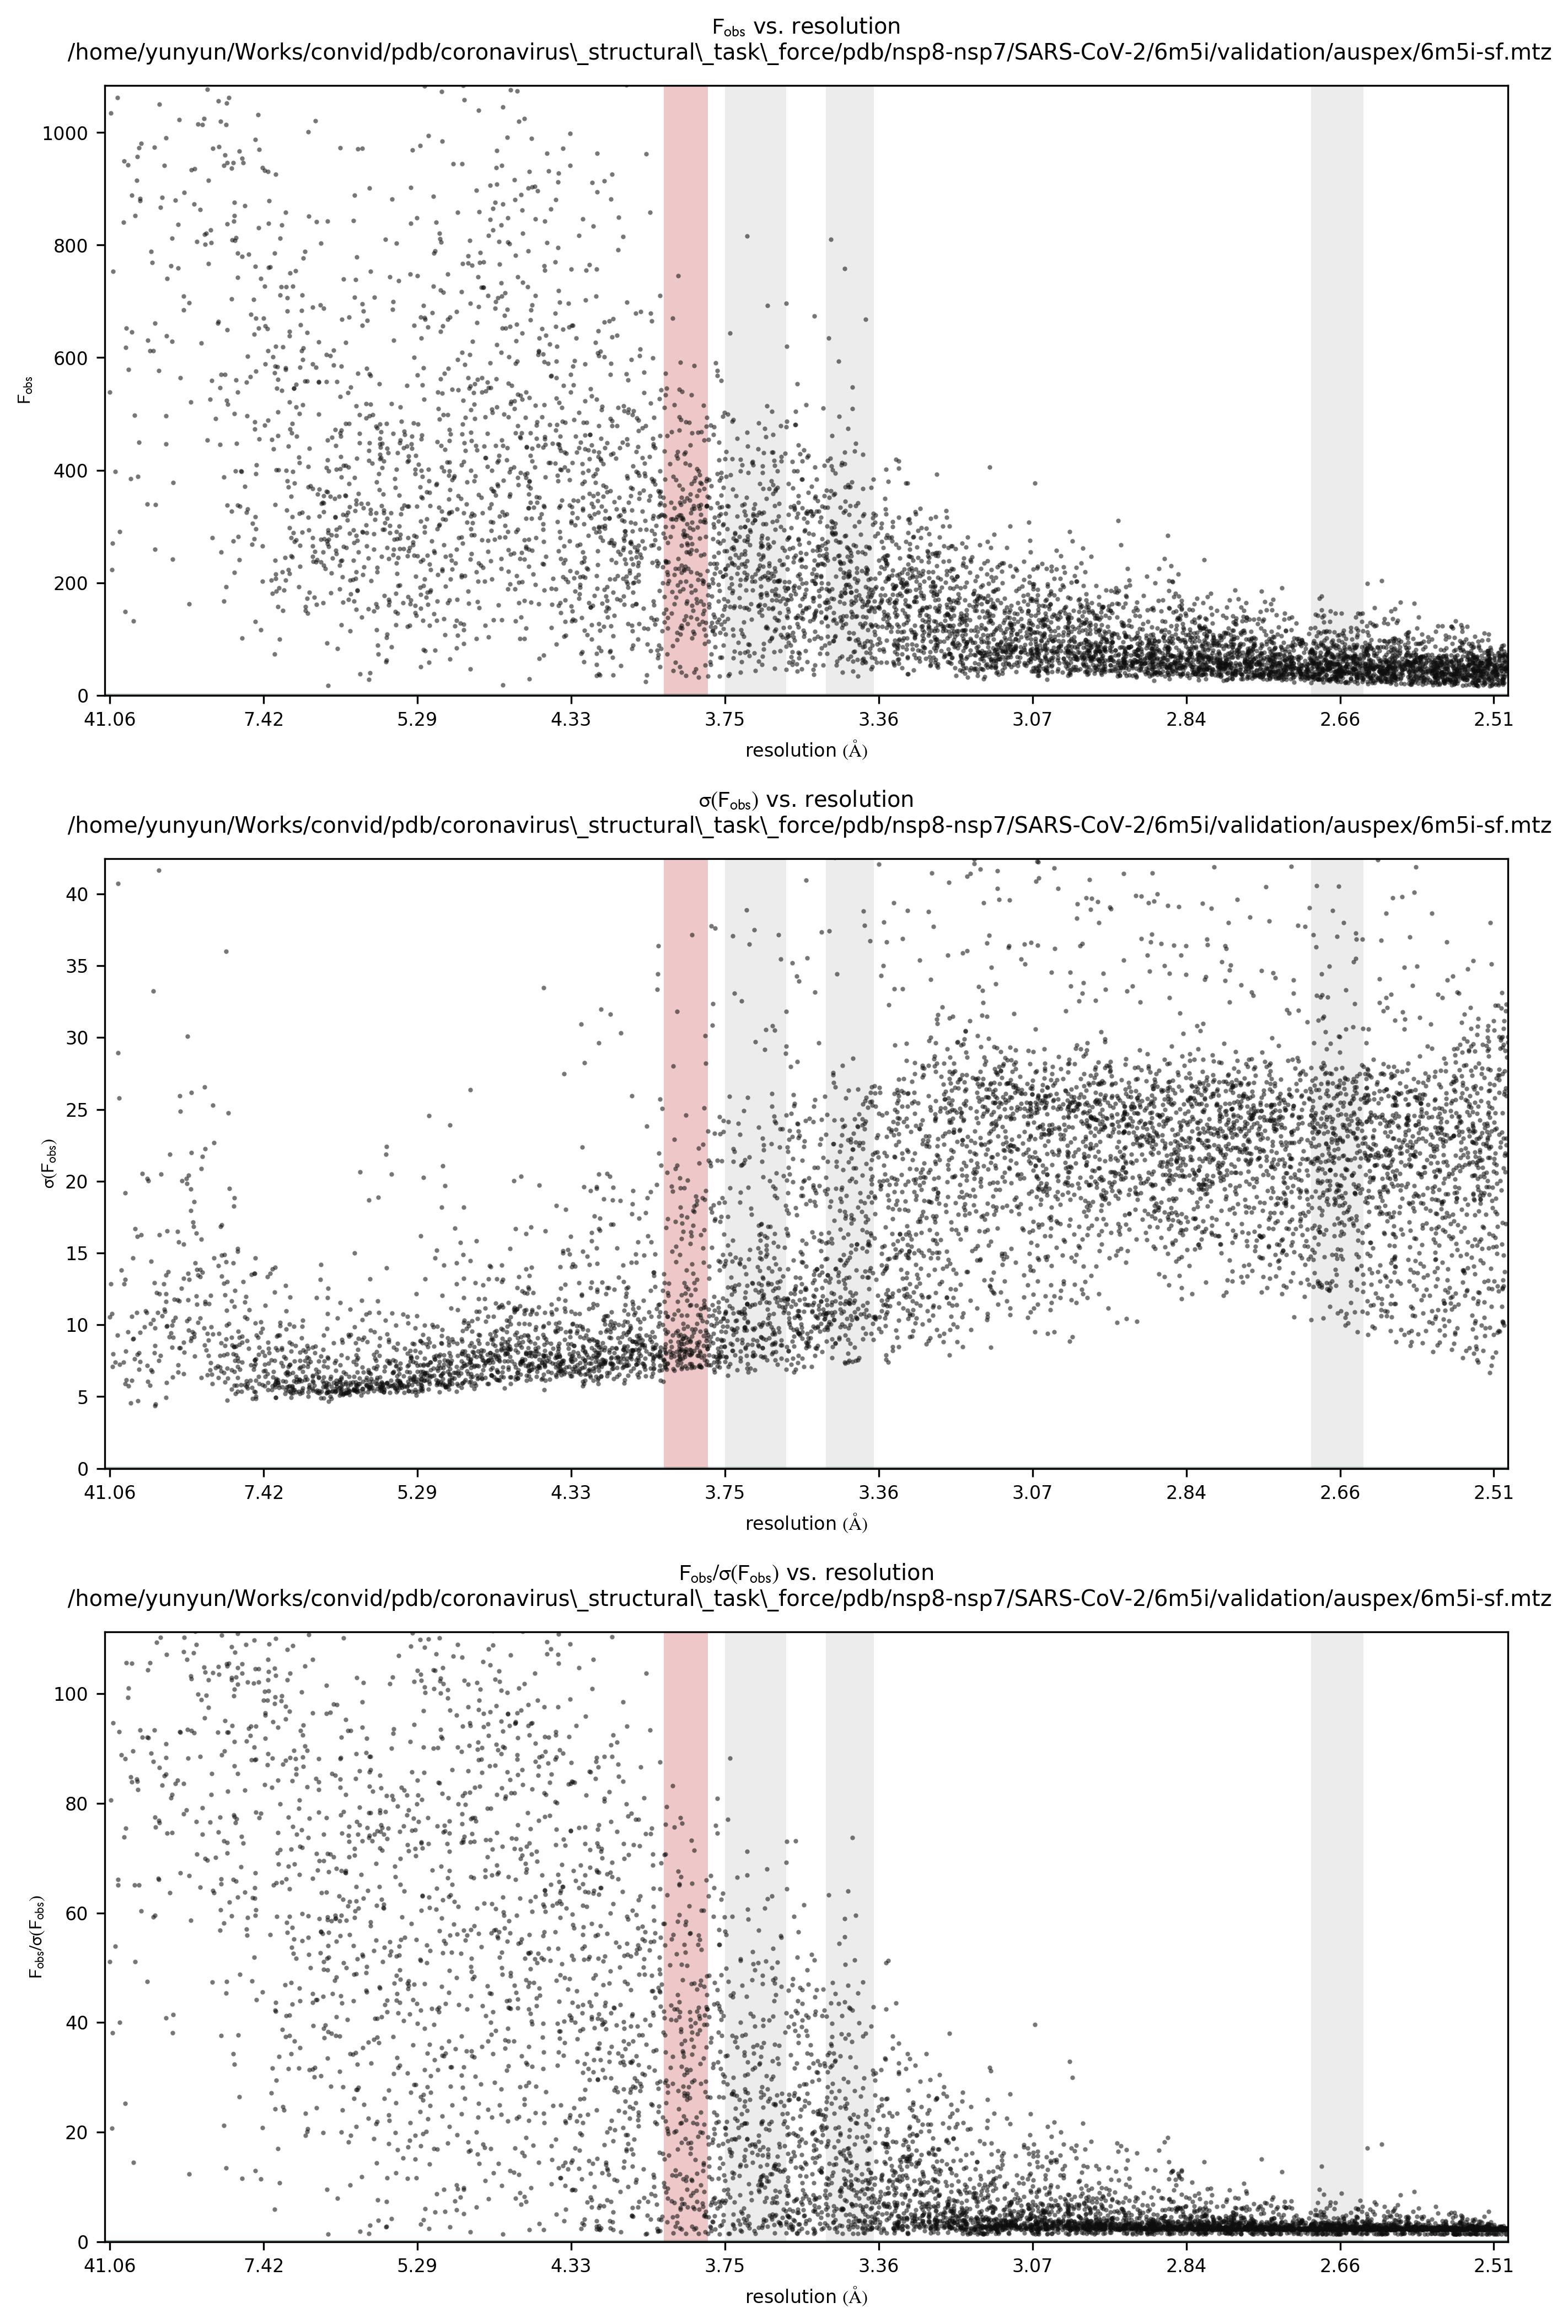 Fobs vs. resolution
/home/yunyun/Works/convid/pdb/coronavirus\_structural\_task\_force/pdb/nsp8-nsp7/SARS-CoV-2/6m5i/validation/auspex/6m5i-sf.mtz
1000
800
600
400
200
0
Fobs
41.06 7.42 5.29 4.33 3.75 3.36 3.07 2.84 2.66 2.51
resolution (Å)
σ(Fobs) vs. resolution
/home/yunyun/Works/convid/pdb/coronavirus\_structural\_task\_force/pdb/nsp8-nsp7/SARS-CoV-2/6m5i/validation/auspex/6m5i-sf.mtz
40
35
30
25
20
15
10
5
0
σ(Fobs)
41.06 7.42 5.29 4.33 3.75 3.36 3.07 2.84 2.66 2.51
resolution (Å)
Fobs/σ(Fobs) vs. resolution
/home/yunyun/Works/convid/pdb/coronavirus\_structural\_task\_force/pdb/nsp8-nsp7/SARS-CoV-2/6m5i/validation/auspex/6m5i-sf.mtz
100
80
60
40
20
0
Fobs/σ(Fobs)
41.06 7.42 5.29 4.33 3.75 3.36 3.07 2.84 2.66 2.51
resolution (Å)